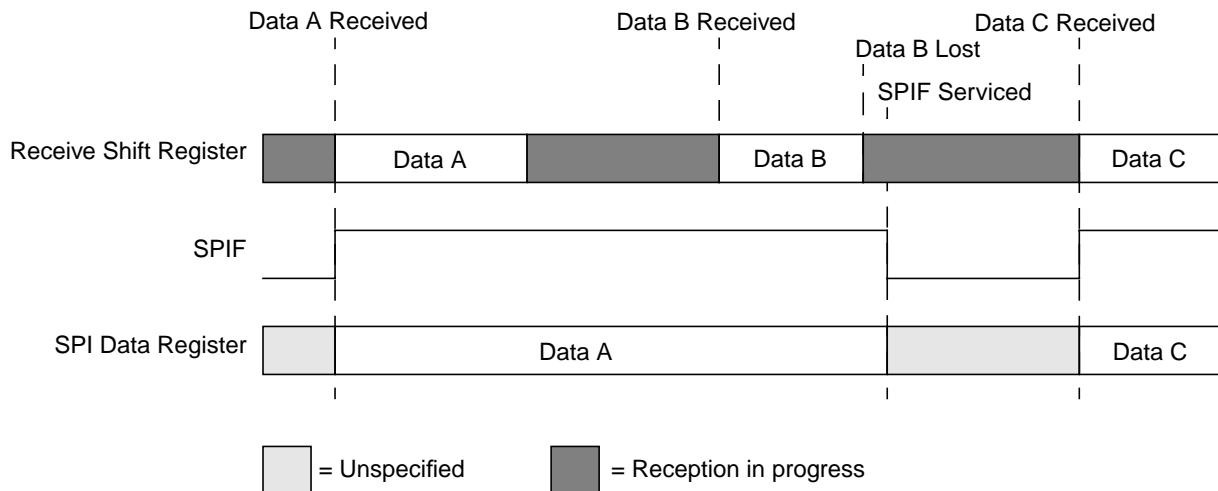 Data A Received
Data B Received
Data C Received
Data B Lost
SPIF Serviced
Receive Shift Register
Data A
Data B
Data C
SPIF
SPI Data Register
Data A
Data C
= Unspecified
= Reception in progress